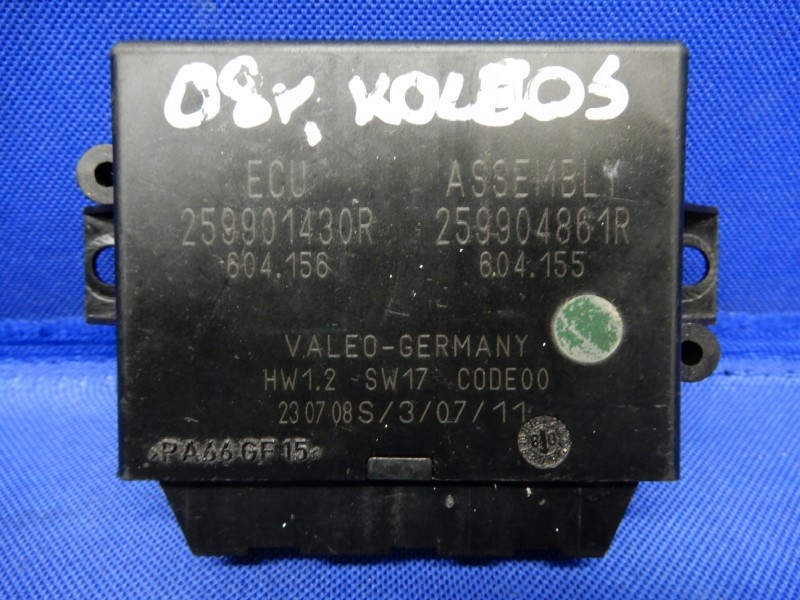 08г. KOLEOS
ECU ASSEMBLY
259901430R 259904861R
604.156 604.155
VALEO-GERMANY
HW1.2 SW17 CODE00
230708S/3/07/11
>PA66GF15<